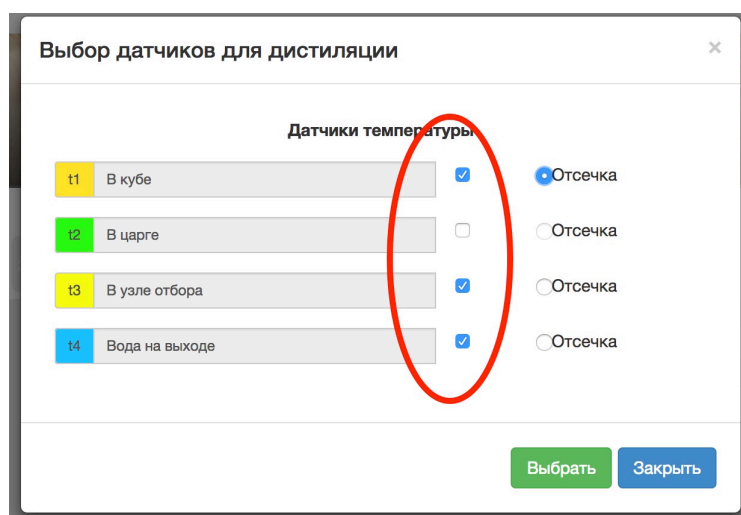 Выбор датчиков для дистиляции ×
Датчики температуры
t1 В кубе Отсечка
t2 В царге Отсечка
t3 В узле отбора Отсечка
t4 Вода на выходе Отсечка
Выбрать Закрыть